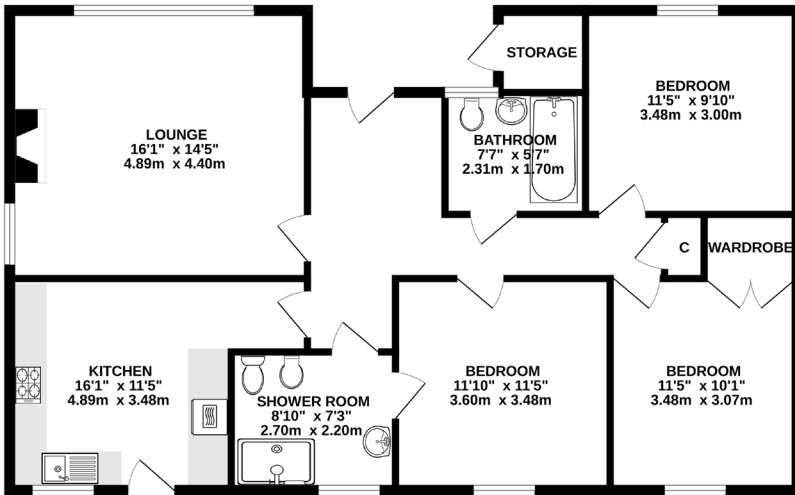 STORAGE
LOUNGE
16'1" x 14'5"
4.89m x 4.40m
BATHROOM
7'7" x 5'7"
2.31m x 1.70m
BEDROOM
11'5" x 9'10"
3.48m x 3.00m
C
WARDROBE
KITCHEN
16'1" x 11'5"
4.89m x 3.48m
SHOWER ROOM
8'10" x 7'3"
2.70m x 2.20m
BEDROOM
11'10" x 11'5"
3.60m x 3.48m
BEDROOM
11'5" x 10'1"
3.48m x 3.07m